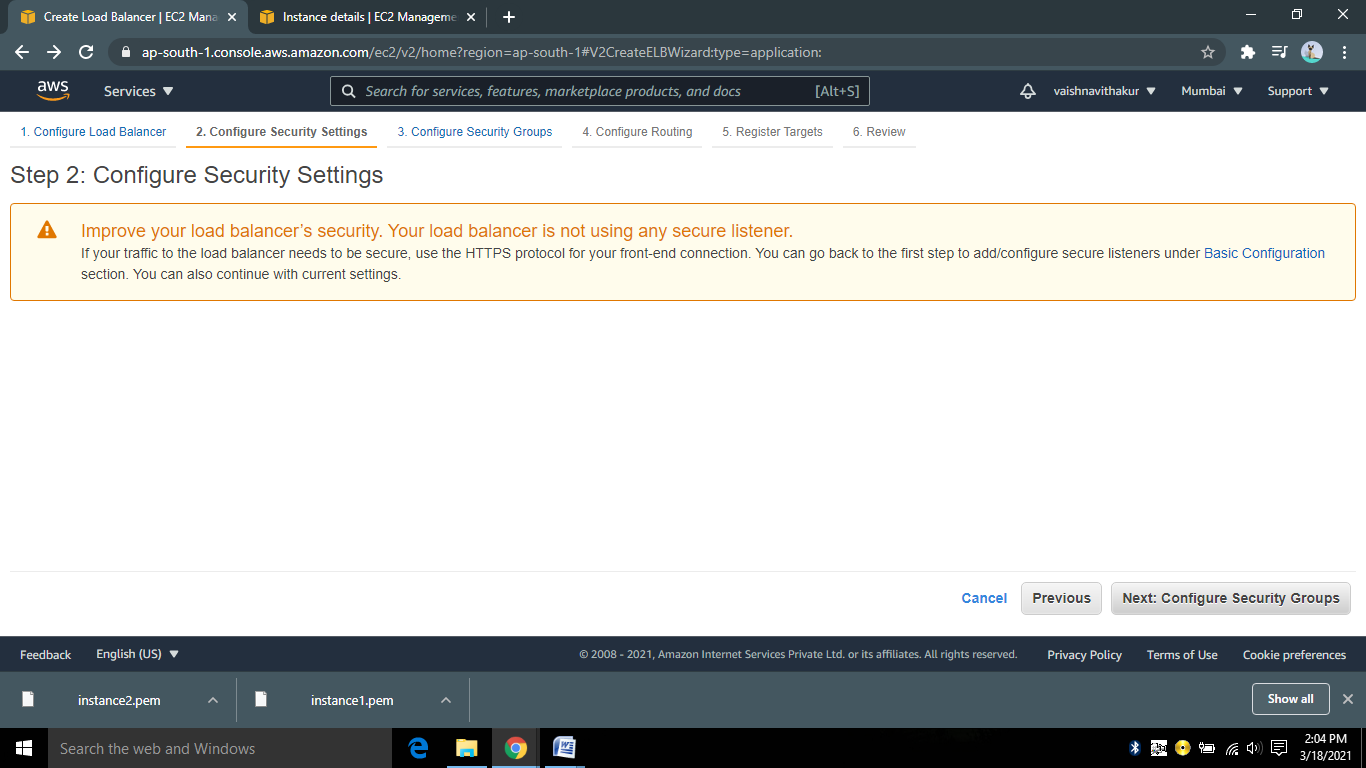 Create Load Balancer | EC2 Mana
Instance details | EC2 Manageme
ap-south-1.console.aws.amazon.com/ec2/v2/home?region=ap-south-1#V2CreateELBWizard:type=application:
aws Services Search for services, features, marketplace products, and docs [Alt+S] vaishnavithakur Mumbai Support
1. Configure Load Balancer 2. Configure Security Settings 3. Configure Security Groups 4. Configure Routing 5. Register Targets 6. Review
Step 2: Configure Security Settings
Improve your load balancer's security. Your load balancer is not using any secure listener.
If your traffic to the load balancer needs to be secure, use the HTTPS protocol for your front-end connection. You can go back to the first step to add/configure secure listeners under Basic Configuration
section. You can also continue with current settings.
Cancel Previous Next: Configure Security Groups
Feedback English (US) © 2008 - 2021, Amazon Internet Services Private Ltd. or its affiliates. All rights reserved. Privacy Policy Terms of Use Cookie preferences
instance2.pem instance1.pem Show all
Search the web and Windows
2:04 PM
3/18/2021